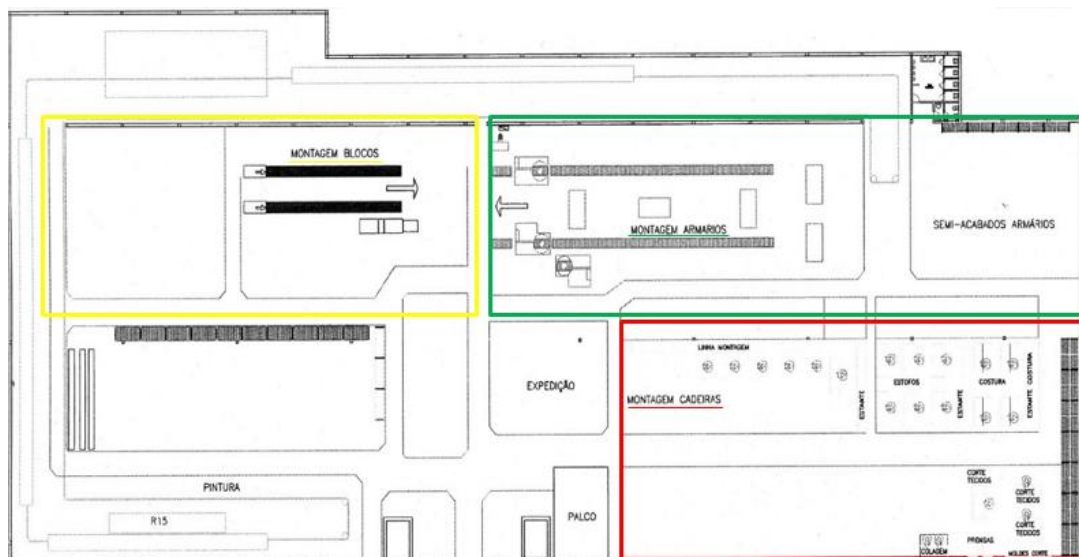 MONTAGEM BLOCOS
MONTAGEM ARMARIOS
SEMI-ACABADOS ARMÁRIOS
LINHA MONTAGEM
EXPEDIÇÃO
MONTAGEM CADEIRAS
ESTANTE
ESTOFOS
ESTANTE
COSTURA
ESTANTE COSTURA
PINTURA
R15
PALCO
CORTE
TECIDOS
CORTE
TECIDOS
CORTE
TECIDOS
PRENSAS
COLAGEM
MOLDES CORTE